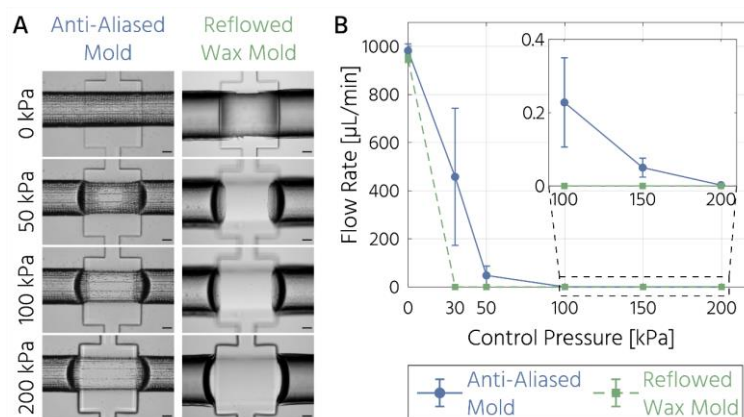 A
Anti-Aliased
Mold
Reflowed
Wax Mold
0 kPa
50 kPa
100 kPa
200 kPa
B
1000
800
600
400
200
0
Flow Rate [µL/min]
0 30 50 100 150 200
Control Pressure [kPa]
0.4
0.2
0
100 150 200
Anti-Aliased
Mold
Reflowed
Wax Mold